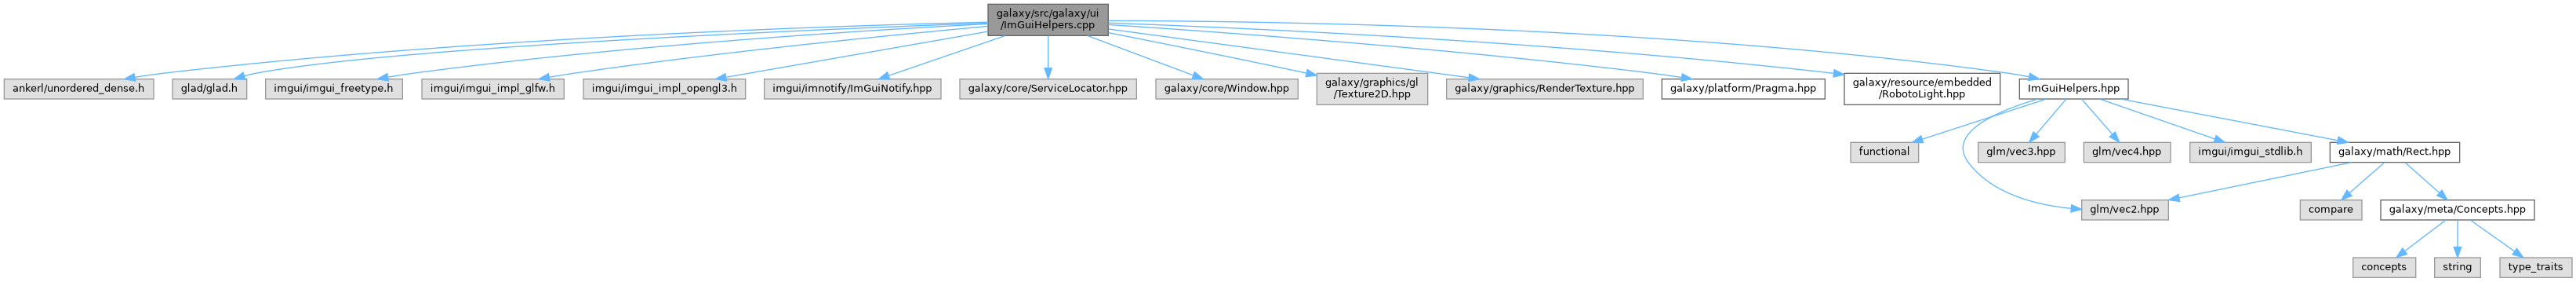 galaxy/src/galaxy/ui
/ImGuiHelpers.cpp
ankerl/unordered_dense.h
glad/glad.h
imgui/imgui_freetype.h
imgui/imgui_impl_glfw.h
imgui/imgui_impl_opengl3.h
imgui/imnotify/ImGuiNotify.hpp
galaxy/core/ServiceLocator.hpp
galaxy/core/Window.hpp
galaxy/graphics/gl
/Texture2D.hpp
galaxy/graphics/RenderTexture.hpp
galaxy/platform/Pragma.hpp
galaxy/resource/embedded
/RobotoLight.hpp
ImGuiHelpers.hpp
functional
glm/vec3.hpp
glm/vec4.hpp
imgui/imgui_stdlib.h
galaxy/math/Rect.hpp
glm/vec2.hpp
compare
galaxy/meta/Concepts.hpp
concepts
string
type_traits